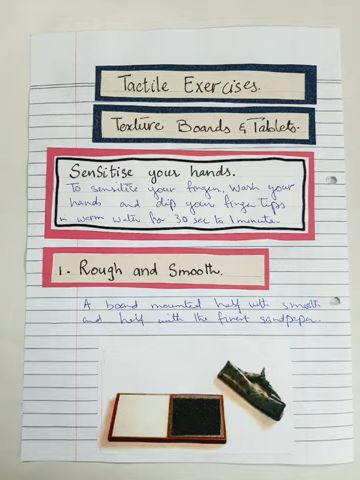 Tactile Exercises.
Texture Boards & Tablets.
Sensitise your hands.
To sensitise your finger, wash your
hands and dip your finger tips
in warm water for 30 sec to 1 minute.
1. Rough and Smooth.
A board mounted half with smooth
and half with the finest sandpaper.